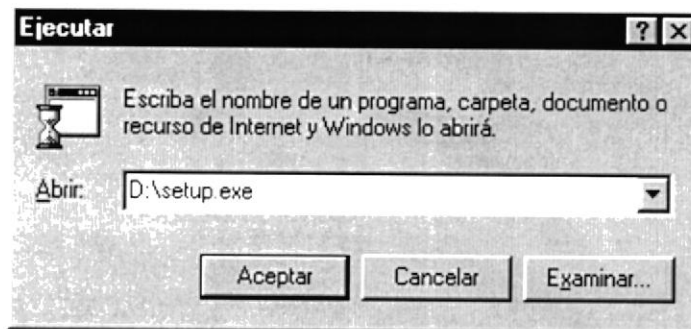 Ejecutar
Escriba el nombre de un programa, carpeta, documento o
recurso de Internet y Windows lo abrirá.
Abrir: D:\setup.exe
Aceptar Cancelar Examinar...